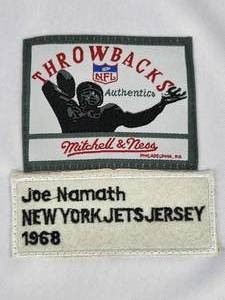 THROWBACKS
NFL
Authentics
Mitchell & Ness
PHILADELPHIA, PA
Joe Namath
NEW YORK JETS JERSEY
1968